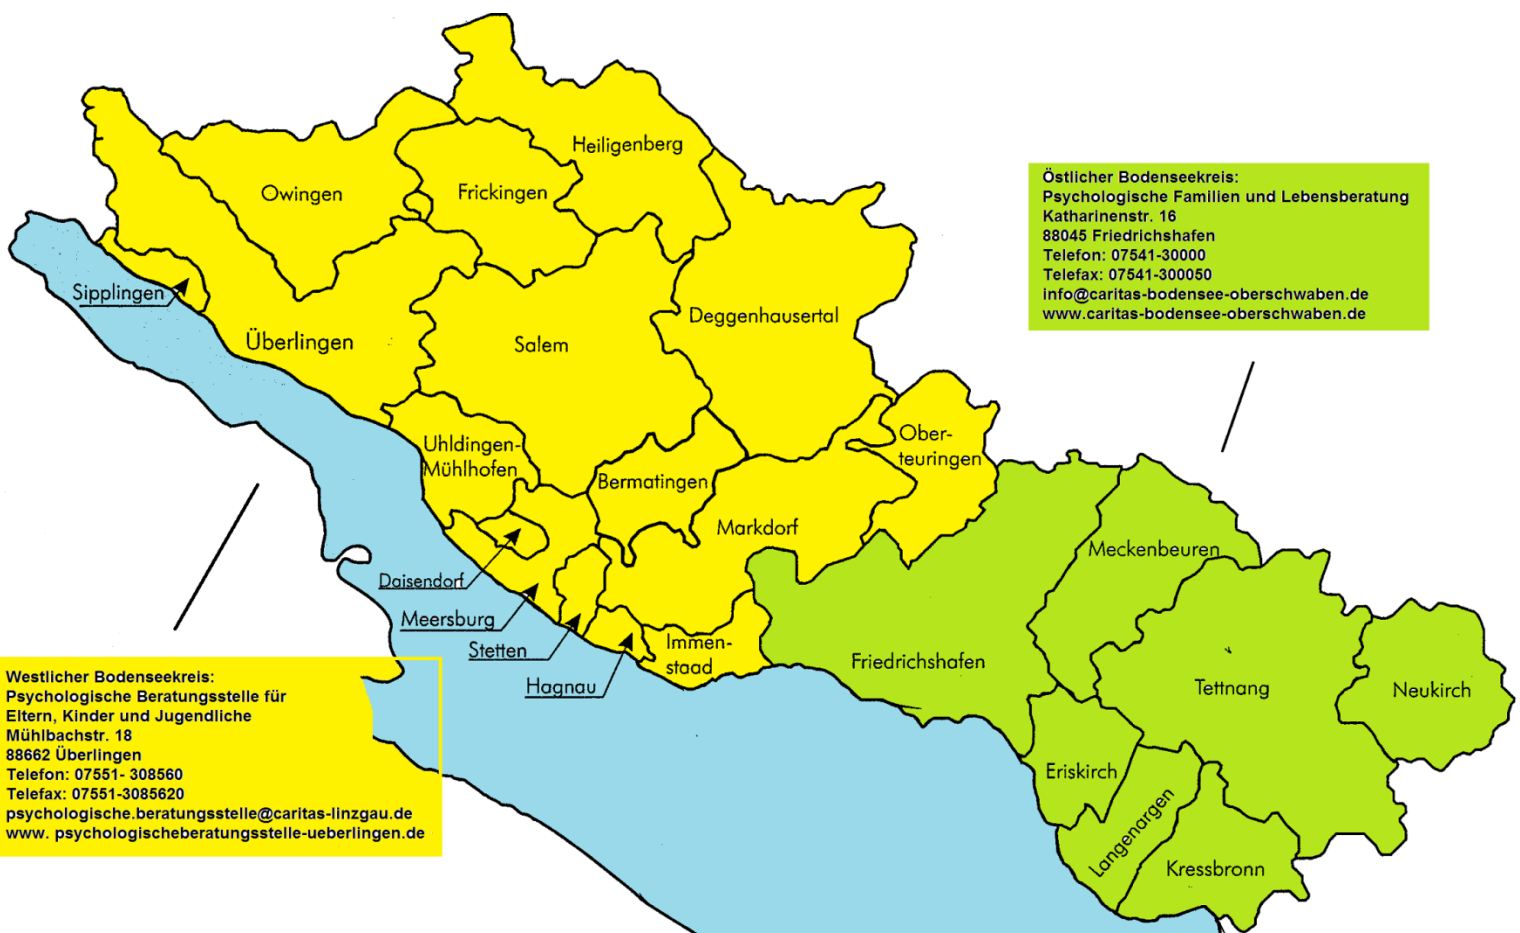 Heiligenberg
Owingen
Frickingen
Östlicher Bodenseekreis:
Psychologische Familien und Lebensberatung
Katharinenstr. 16
88045 Friedrichshafen
Telefon: 07541-30000
Telefax: 07541-300050
info@caritas-bodensee-oberschwaben.de
www.caritas-bodensee-oberschwaben.de
Sipplingen
Überlingen
Salem
Deggenhausertal
Uhldingen-
Mühlhofen
Ober-
teuringen
Bermatingen
Markdorf
Meckenbeuren
Daisendorf
Meersburg
Stetten
Hagnau
Immen-
staad
Friedrichshafen
Tettnang
Neukirch
Eriskirch
Langenargen
Kressbronn
Westlicher Bodenseekreis:
Psychologische Beratungsstelle für
Eltern, Kinder und Jugendliche
Mühlbachstr. 18
88662 Überlingen
Telefon: 07551- 308560
Telefax: 07551-3085620
psychologische.beratungsstelle@caritas-linzgau.de
www. psychologischeberatungsstelle-ueberlingen.de